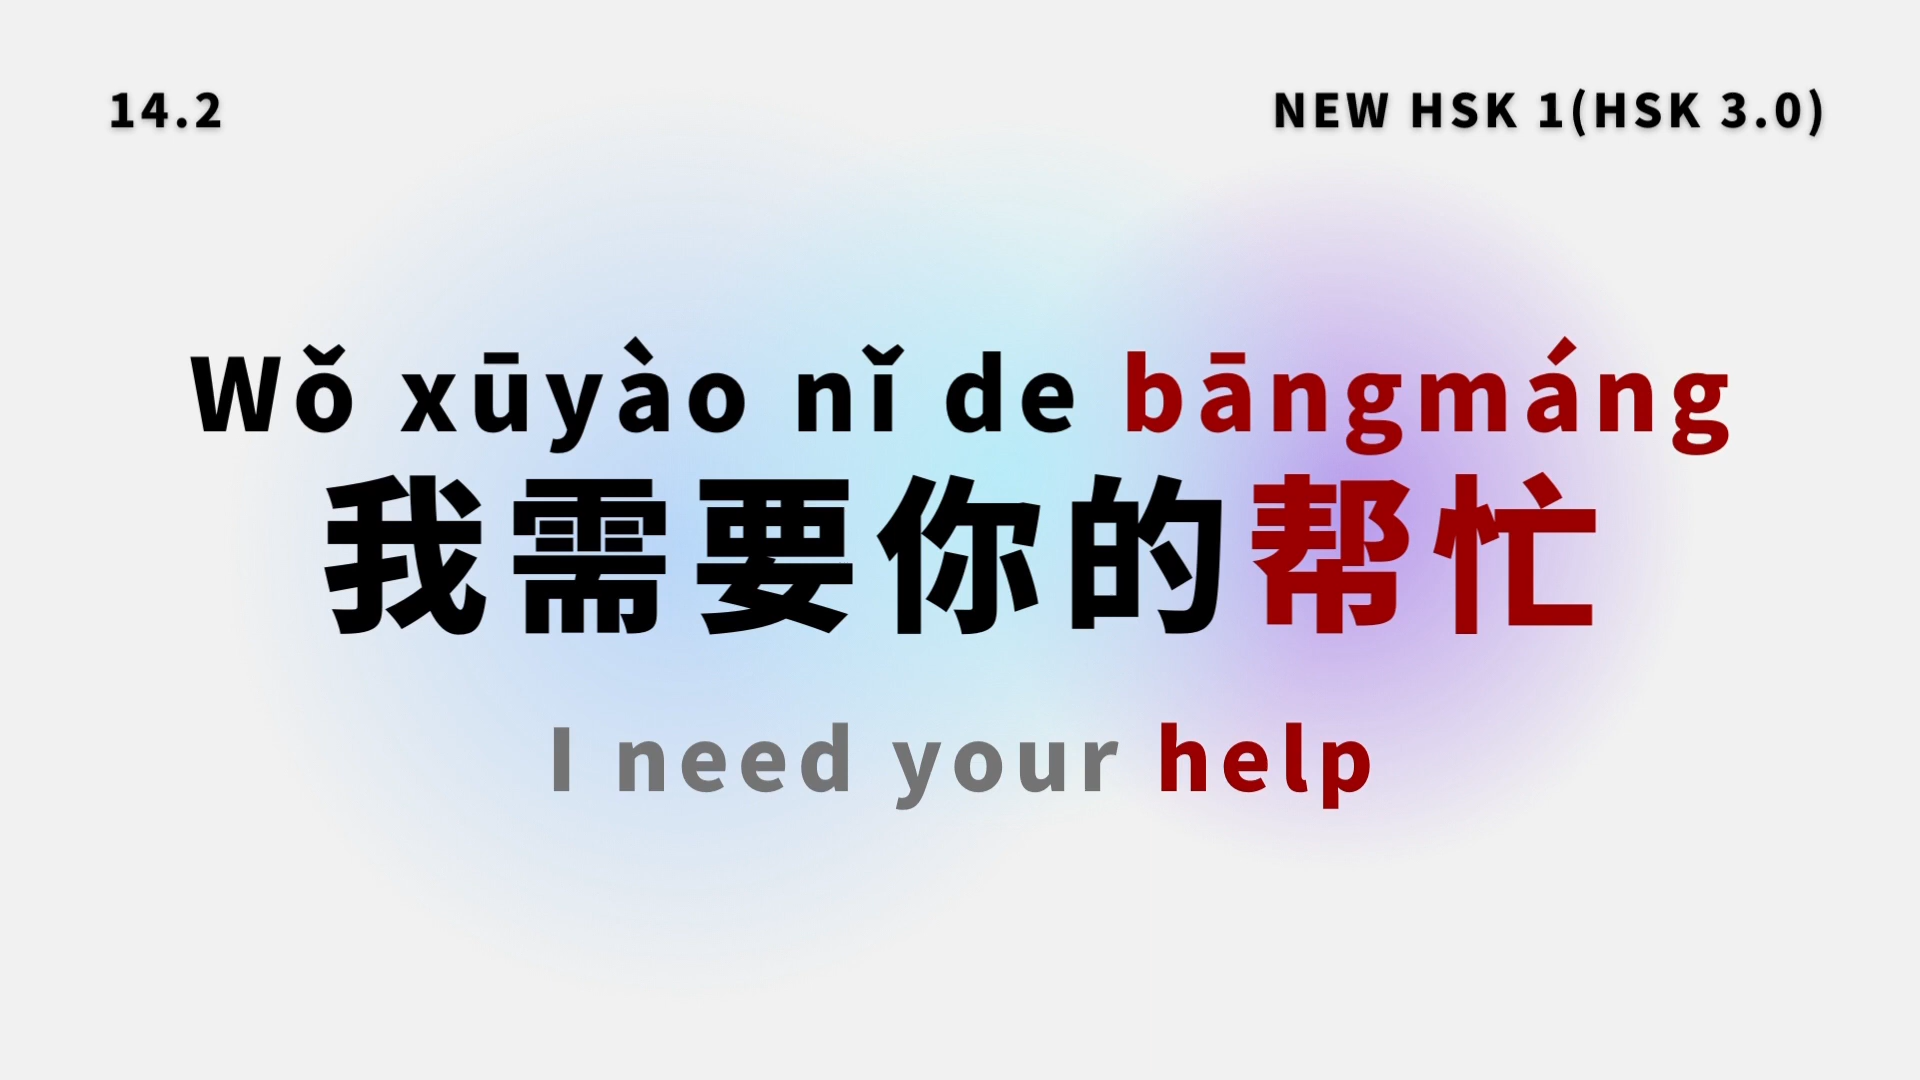 14.2
NEW HSK 1(HSK 3.0)
Wǒ xūyào nǐ de bāngmáng
我需要你的帮忙
I need your help